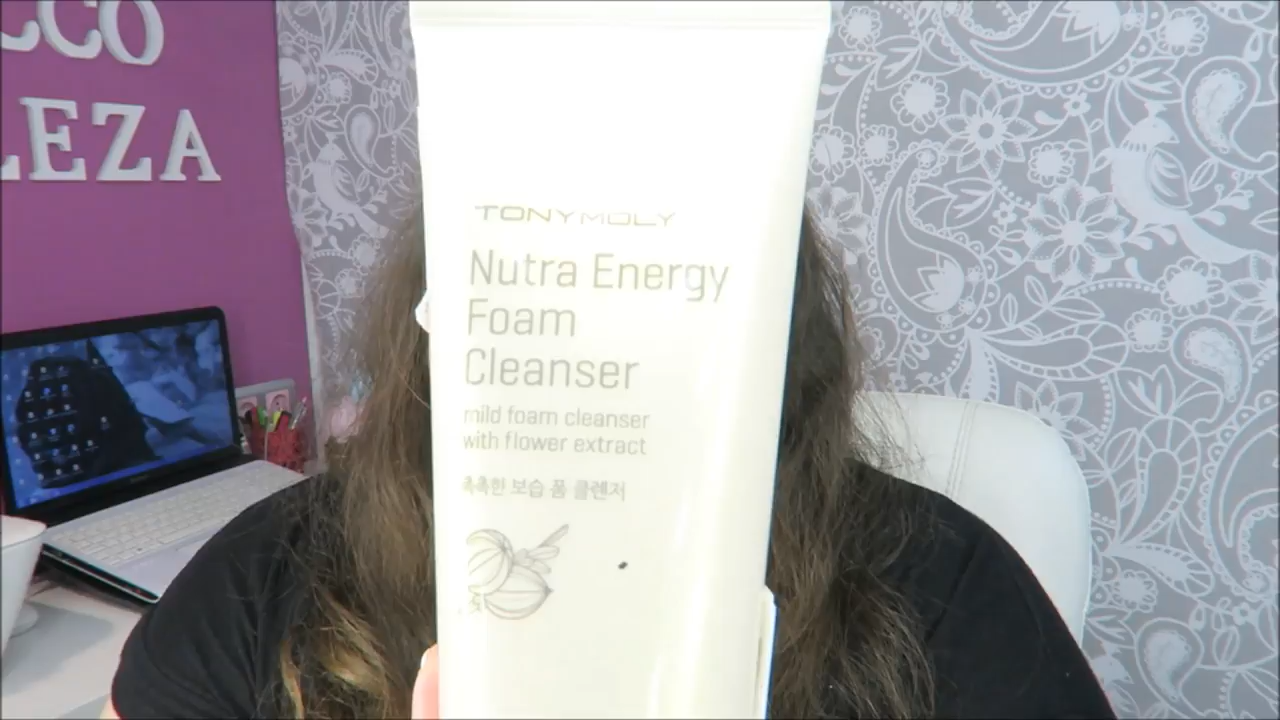 CCO
LEZA
TONYMOLY
Nutra Energy
Foam
Cleanser
mild foam cleanser
with flower extract
촉촉한 보습 폼 클렌저